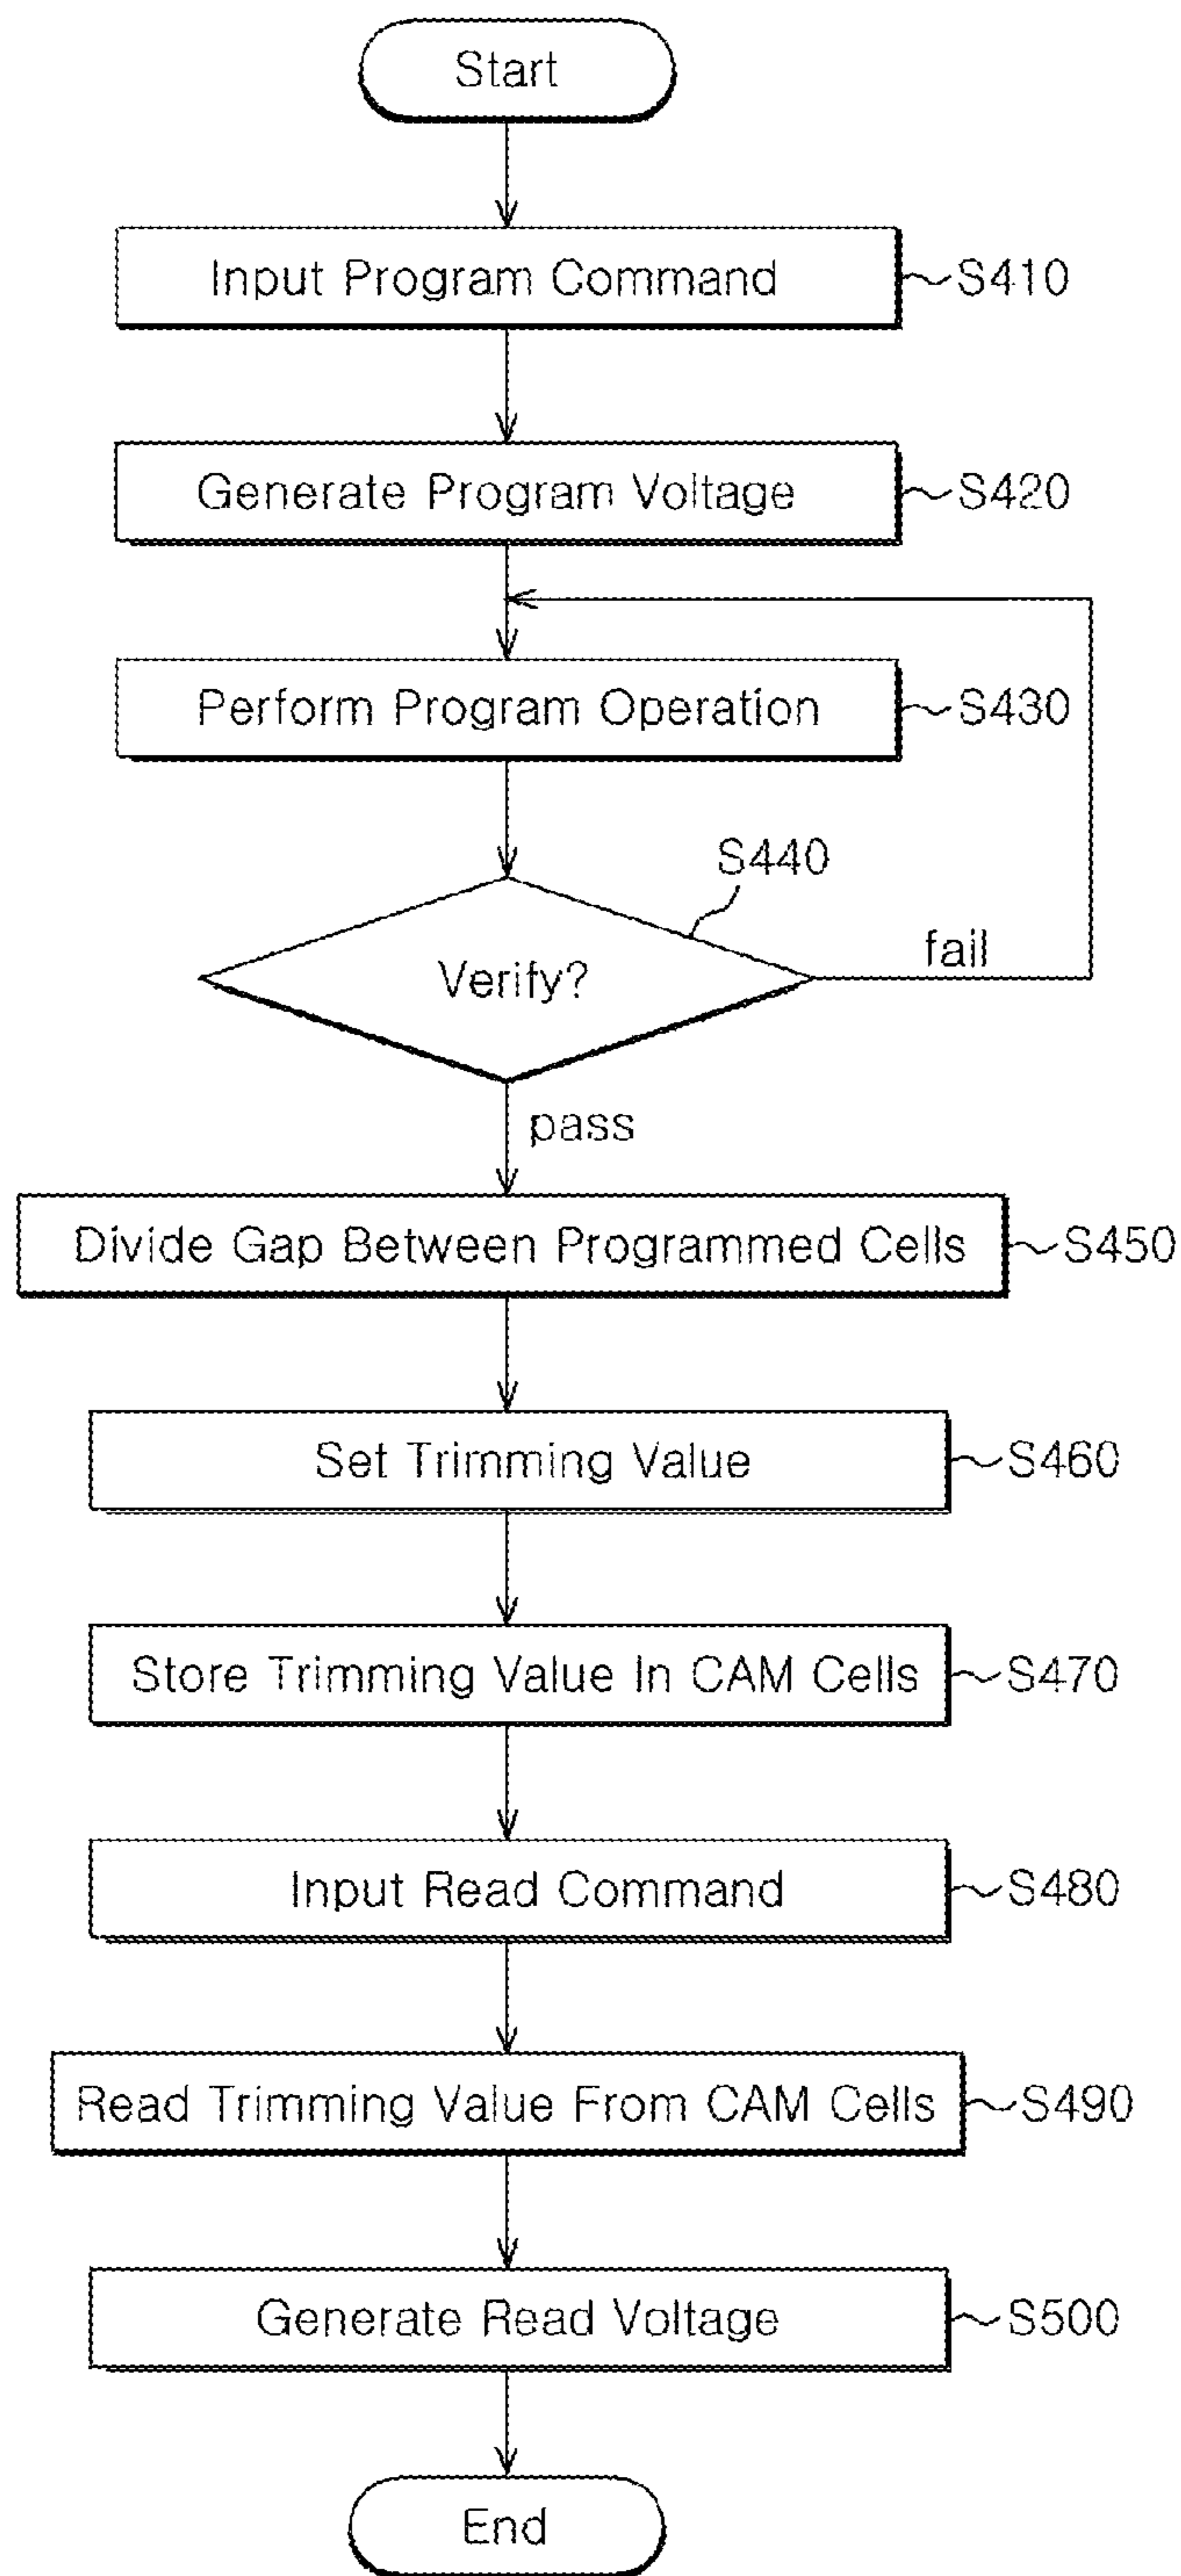 Start
Input Program Command
S410
Generate Program Voltage
S420
Perform Program Operation
S430
S440
Verify?
fail
pass
Divide Gap Between Programmed Cells
S450
Set Trimming Value
S460
Store Trimming Value In CAM Cells
S470
Input Read Command
S480
Read Trimming Value From CAM Cells
S490
Generate Read Voltage
S500
End